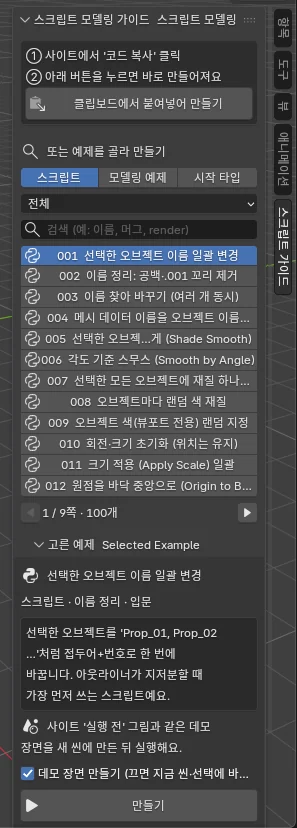 스크립트 모델링 가이드 스크립트 모델링
① 사이트에서 '코드 복사' 클릭
② 아래 버튼을 누르면 바로 만들어져요
클립보드에서 붙여넣어 만들기
또는 예제를 골라 만들기
스크립트 모델링 예제 시작 타입
전체
검색 (예: 이름, 머그, render)
001 선택한 오브젝트 이름 일괄 변경
002 이름 정리: 공백·.001 꼬리 제거
003 이름 찾아 바꾸기 (여러 개 동시)
004 메시 데이터 이름을 오브젝트 이름...
005 선택한 오브젝...게 (Shade Smooth)
006 각도 기준 스무스 (Smooth by Angle)
007 선택한 모든 오브젝트에 재질 하나...
008 오브젝트마다 랜덤 색 재질
009 오브젝트 색(뷰포트 전용) 랜덤 지정
010 회전·크기 초기화 (위치는 유지)
011 크기 적용 (Apply Scale) 일괄
012 원점을 바닥 중앙으로 (Origin to B...
1 / 9쪽 · 100개
고른 예제 Selected Example
선택한 오브젝트 이름 일괄 변경
스크립트 · 이름 정리 · 입문
선택한 오브젝트를 'Prop_01, Prop_02
...'처럼 접두어+번호로 한 번에
바꿉니다. 아웃라이너가 지저분할 때
가장 먼저 쓰는 스크립트예요.
사이트 '실행 전' 그림과 같은 데모
장면을 새 씬에 만든 뒤 실행해요.
데모 장면 만들기 (끄면 지금 씬·선택에 바...
만들기
항목
도구
뷰
애니메이션
스크립트 가이드